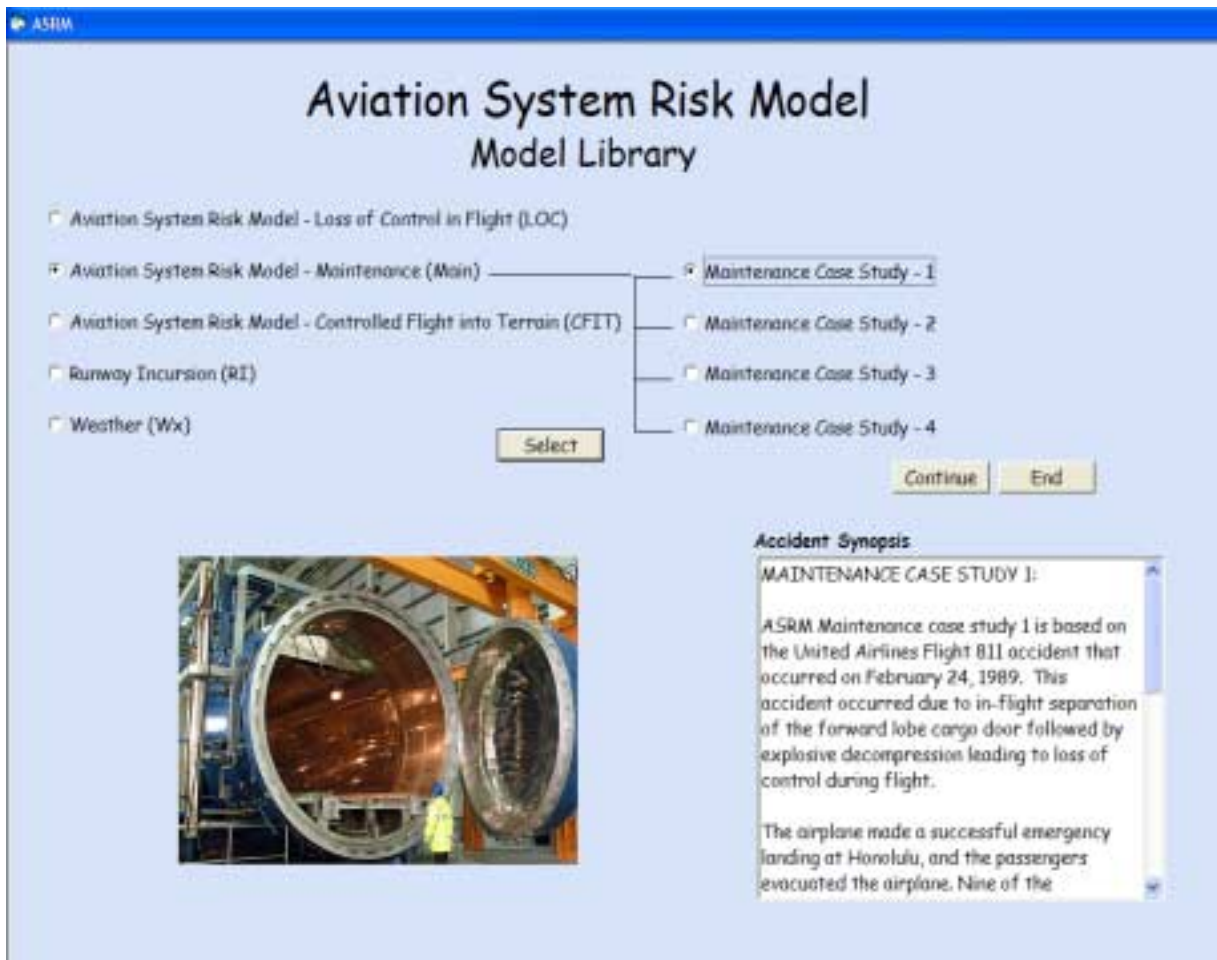 ASRM
Aviation System Risk Model
Model Library
Aviation System Risk Model - Loss of Control in Flight (LOC)
Aviation System Risk Model - Maintenance (Main)
Maintenance Case Study - 1
Aviation System Risk Model - Controlled Flight into Terrain (CFIT)
Maintenance Case Study - 2
Runway Incursion (RI)
Maintenance Case Study - 3
Weather (Wx)
Maintenance Case Study - 4
Select
Continue
End
Accident Synopsis
MAINTENANCE CASE STUDY 1:
ASRM Maintenance case study 1 is based on
the United Airlines Flight 811 accident that
occurred on February 24, 1989. This
accident occurred due to in-flight separation
of the forward lobe cargo door followed by
explosive decompression leading to loss of
control during flight.
The airplane made a successful emergency
landing at Honolulu, and the passengers
evacuated the airplane. Nine of the